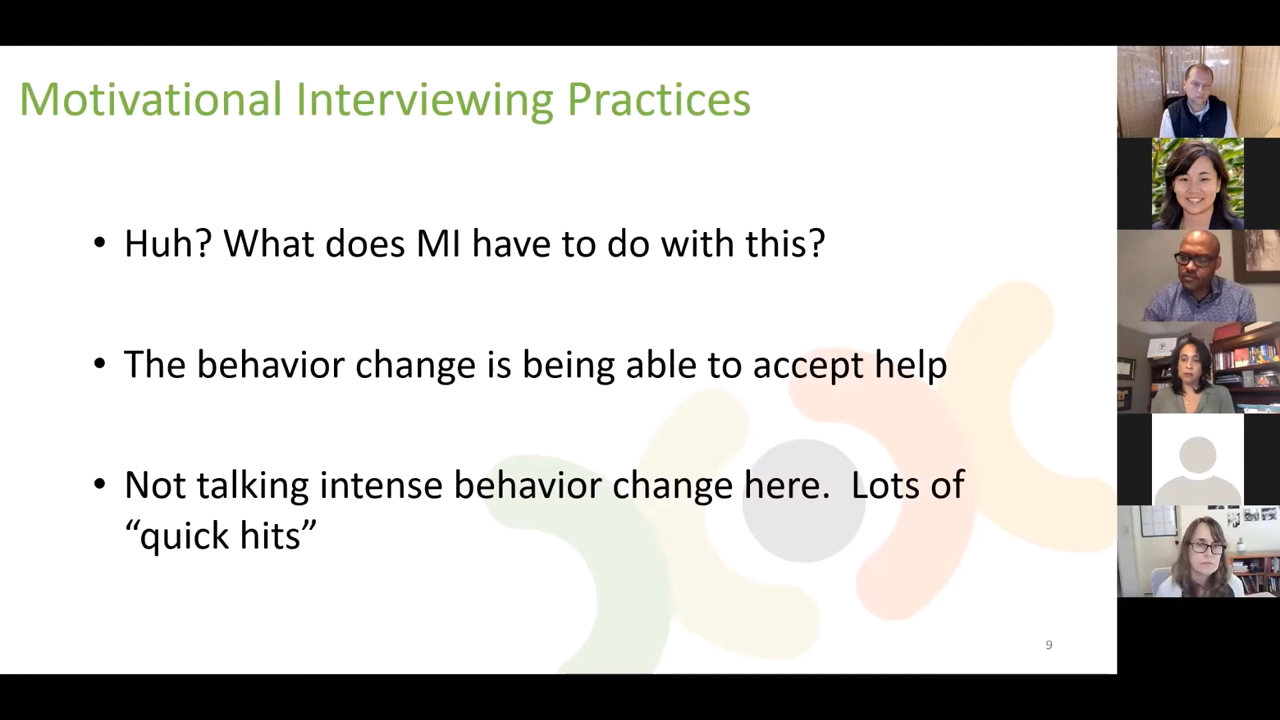 Motivational Interviewing Practices
• Huh? What does MI have to do with this?
• The behavior change is being able to accept help
• Not talking intense behavior change here.  Lots of
“quick hits”
9